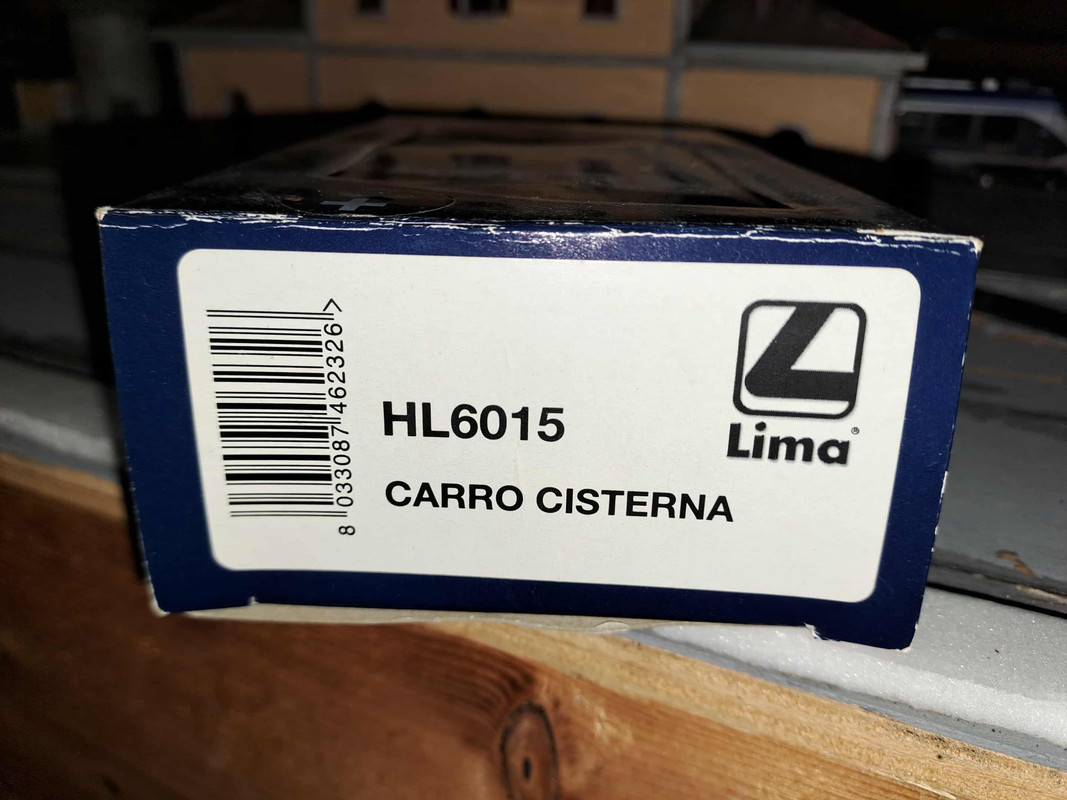 8 033087 462326 >
HL6015
CARRO CISTERNA
Lima®